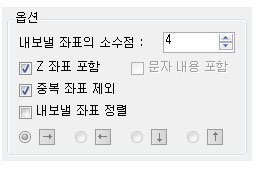 옵션
내보낼 좌표의 소수점 : 4
Z 좌표 포함 문자 내용 포함
중복 좌표 제외
내보낼 좌표 정렬
→ ← ↓ ↑